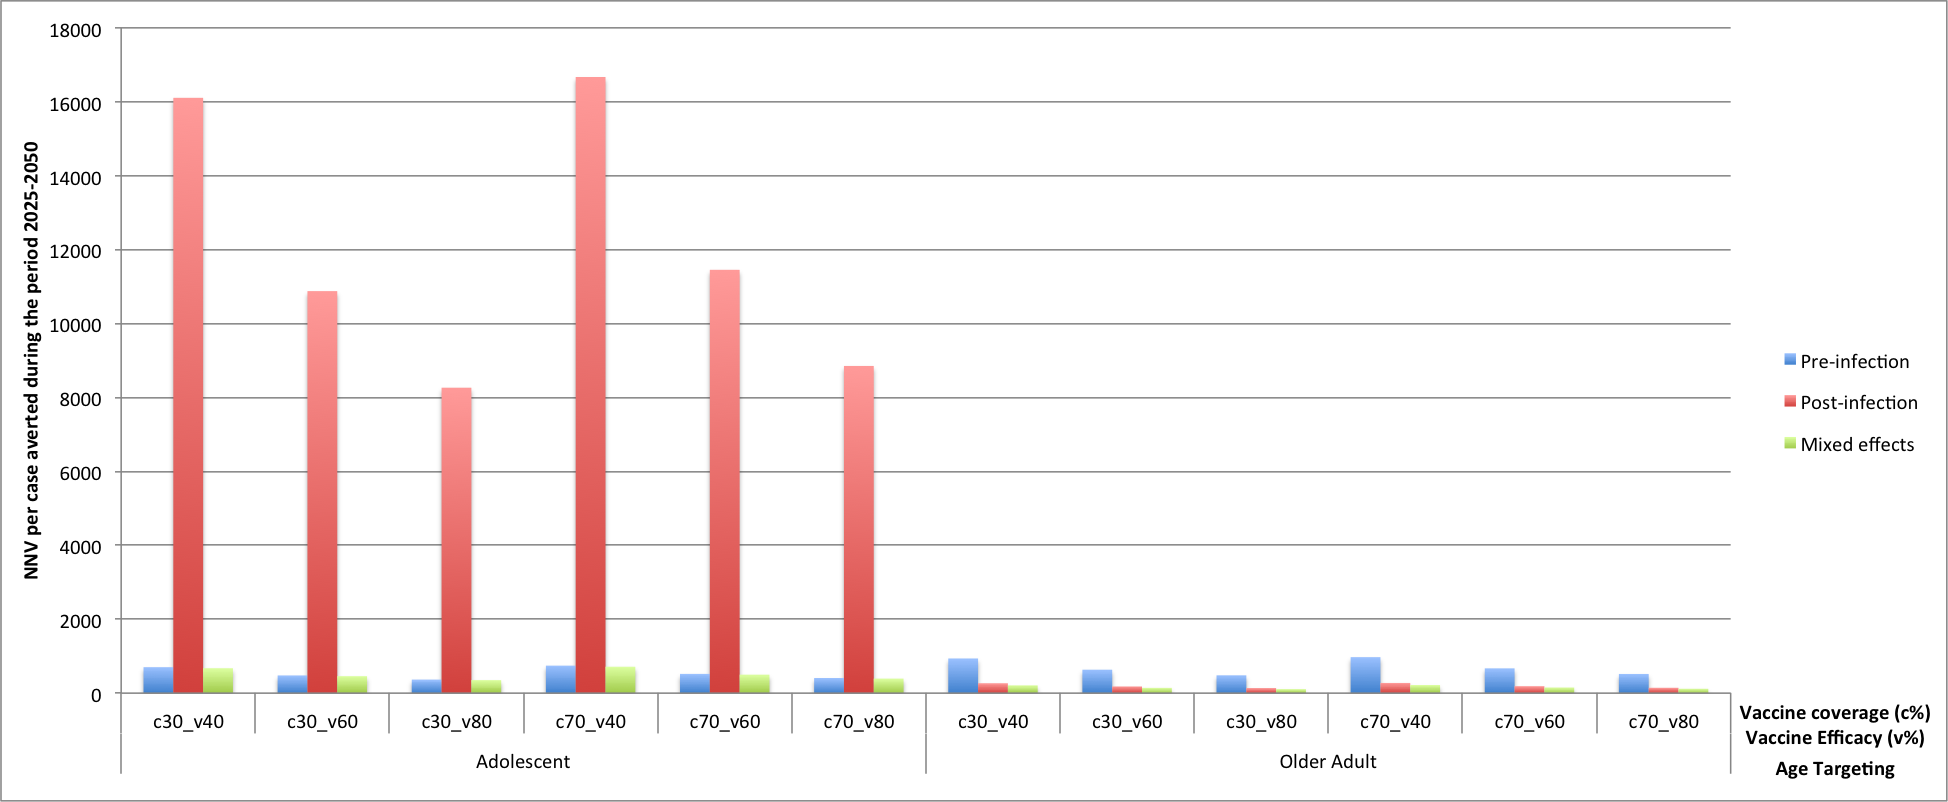 NNV per case averted during the period 2025-2050
18000
16000
14000
12000
10000
8000
6000
4000
2000
0
c30_v40 c30_v60 c30_v80 c70_v40 c70_v60 c70_v80 c30_v40 c30_v60 c30_v80 c70_v40 c70_v60 c70_v80
Adolescent Older Adult
Pre-infection
Post-infection
Mixed effects
Vaccine coverage (c%)
Vaccine Efficacy (v%)
Age Targeting